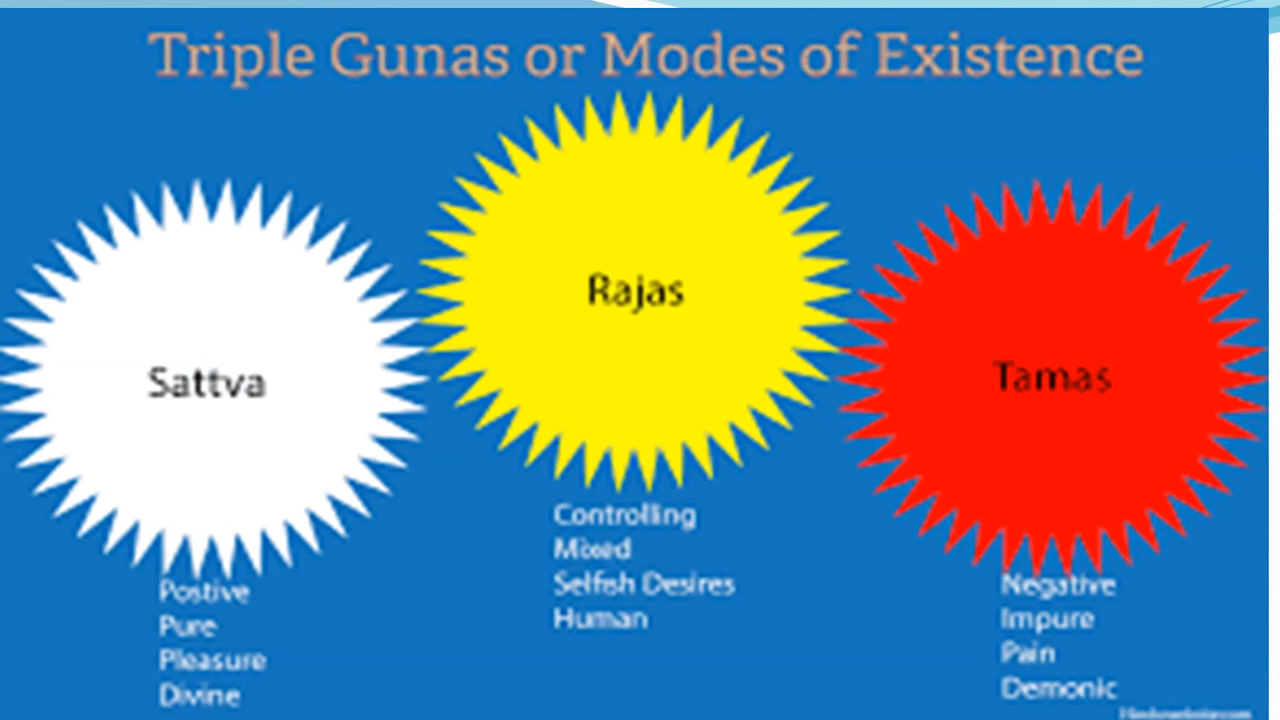 Triple Gunas or Modes of Existence
Sattva
Postive
Pure
Pleasure
Divine
Rajas
Controlling
Mixed
Selfish Desires
Human
Tamas
Negative
Impure
Pain
Demonic